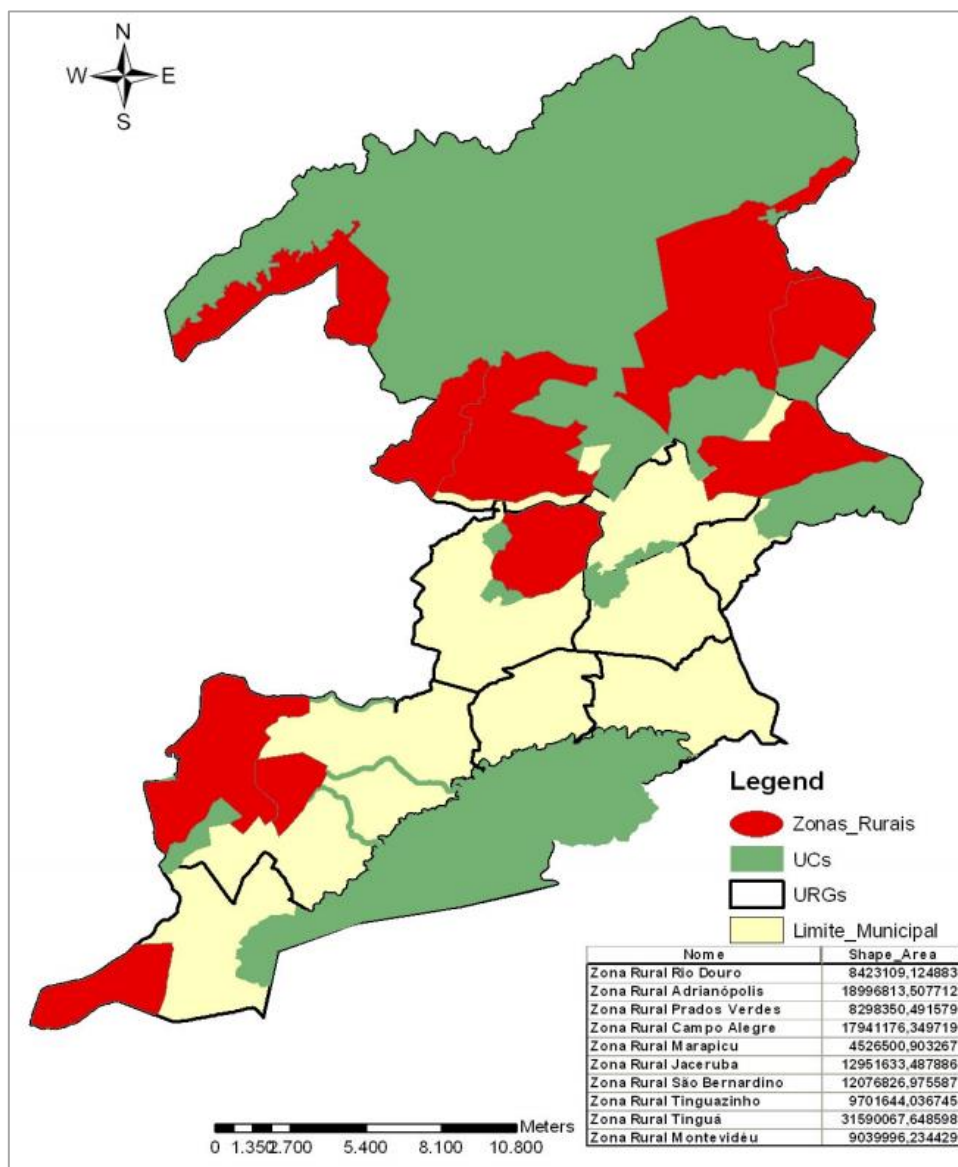 N
W E
S
Legend
Zonas_Rurais
UCs
URGs
Limite_Municipal
Nome Shape_Area
Zona Rural Rio Douro 8423109,124883
Zona Rural Adrianópolis 18996813,507712
Zona Rural Prados Verdes 8298350,491579
Zona Rural Campo Alegre 17941176,349719
Zona Rural Marapicu 4526500,903267
Zona Rural Jaceruba 12951633,487886
Zona Rural São Bernardino 12076826,975587
Zona Rural Tinguazinho 9701644,036745
Zona Rural Tinguá 31590067,648598
Zona Rural Montevidéu 9039996,234429
Meters
0 1.3502.700 5.400 8.100 10.800